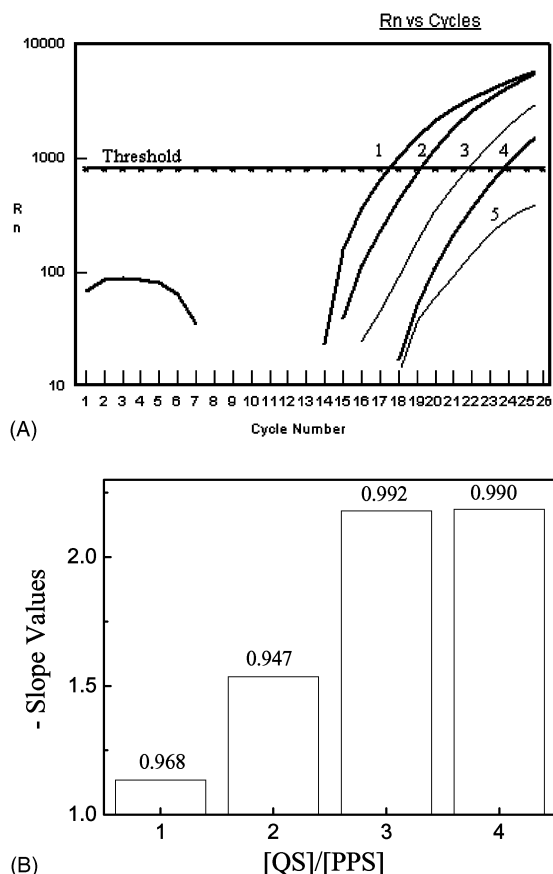 Rn vs Cycles
10000
1000
100
10
R
n
Threshold
1 2 3 4
5
1 2 3 4 5 6 7 8 9 10 11 12 13 14 15 16 17 18 19 20 21 22 23 24 25 26
Cycle Number
(A)
0.992 0.990
2.0
0.947
1.5
0.968
1.0
- Slope Values
1 2 3 4
[QS]/[PPS]
(B)